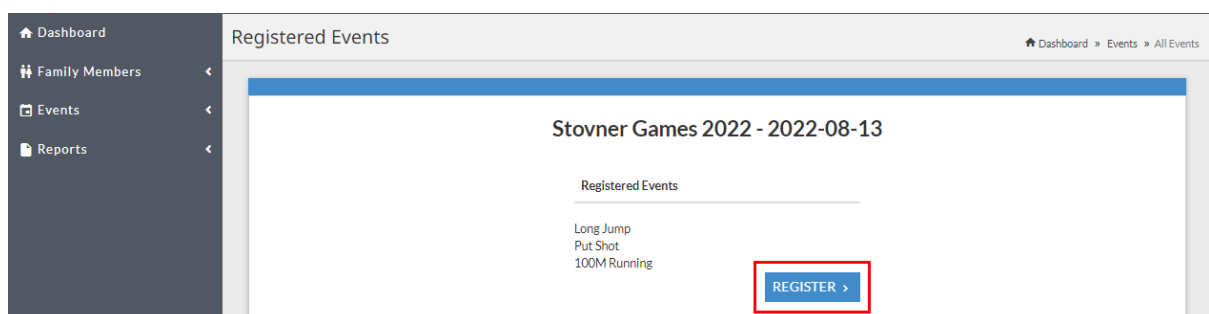 Dashboard
Family Members
Events
Reports
Registered Events
Dashboard » Events » All Events
Stovner Games 2022 - 2022-08-13
Registered Events
Long Jump
Put Shot
100M Running
REGISTER ›